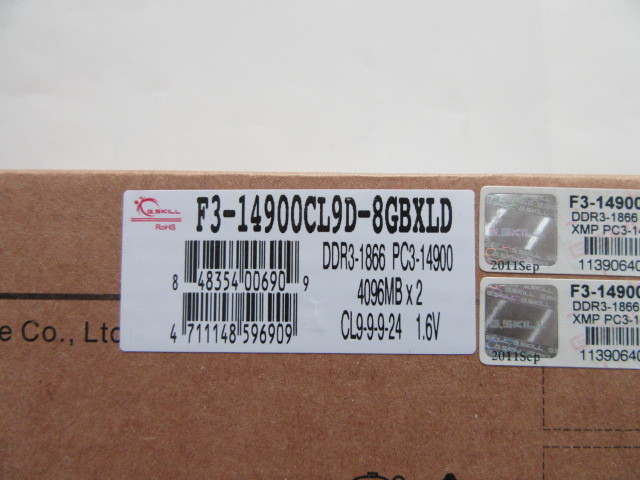 G.SKILL
RoHS
F3-14900CL9D-8GBXLD
DDR3-1866 PC3-14900
4096MB x 2
CL9-9-9-24 1.6V
8 48354 00690 9
4 711148 596909
e Co., Ltd
F3-14900
DDR3-1866
XMP PC3-1
1139064
G.SKILL
2011Sep
F3-14900
DDR3-1866
XMP PC3-1
1139064
G.SKILL
2011Sep